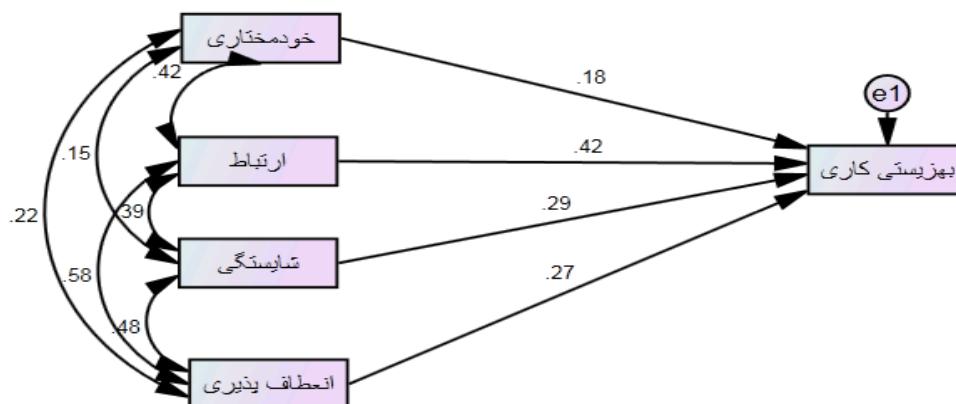 خودمختاری
.42
.18
e1
ارتباط
.42
بهزیستی کاری
.15
.39
.22
.29
شایستگی
.58
.27
.48
انعطاف پذیری